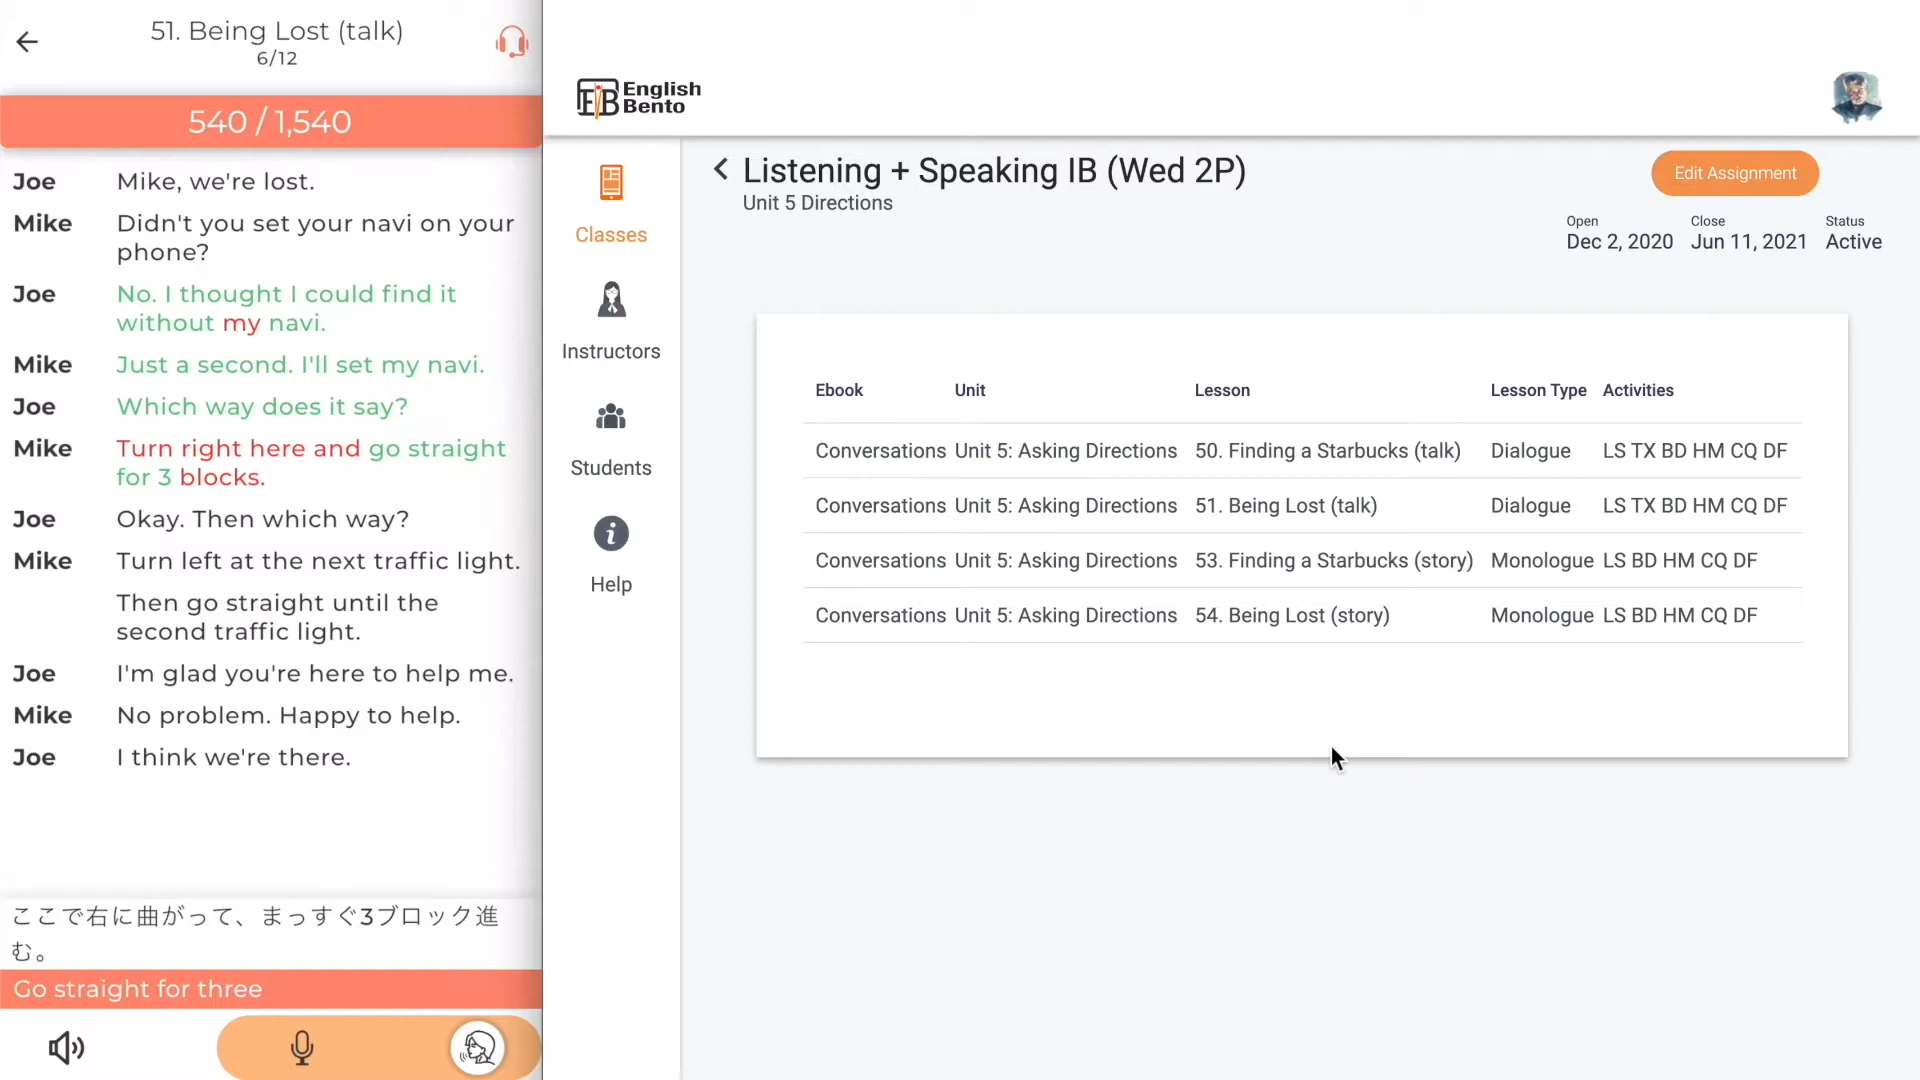 51. Being Lost (talk)
6/12
540 / 1,540
Joe Mike, we're lost.
Mike Didn't you set your navi on your
phone?
Joe No. I thought I could find it
without my navi.
Mike Just a second. I'll set my navi.
Joe Which way does it say?
Mike Turn right here and go straight
for 3 blocks.
Joe Okay. Then which way?
Mike Turn left at the next traffic light.
Then go straight until the
second traffic light.
Joe I'm glad you're here to help me.
Mike No problem. Happy to help.
Joe I think we're there.
ここで右に曲がって、まっすぐ3ブロック進
む。
Go straight for three
EB English
Bento
Classes
Instructors
Students
Help
Listening + Speaking IB (Wed 2P)
Unit 5 Directions
Edit Assignment
Open Close Status
Dec 2, 2020 Jun 11, 2021 Active
Ebook Unit Lesson Lesson Type Activities
Conversations Unit 5: Asking Directions 50. Finding a Starbucks (talk) Dialogue LS TX BD HM CQ DF
Conversations Unit 5: Asking Directions 51. Being Lost (talk) Dialogue LS TX BD HM CQ DF
Conversations Unit 5: Asking Directions 53. Finding a Starbucks (story) Monologue LS BD HM CQ DF
Conversations Unit 5: Asking Directions 54. Being Lost (story) Monologue LS BD HM CQ DF